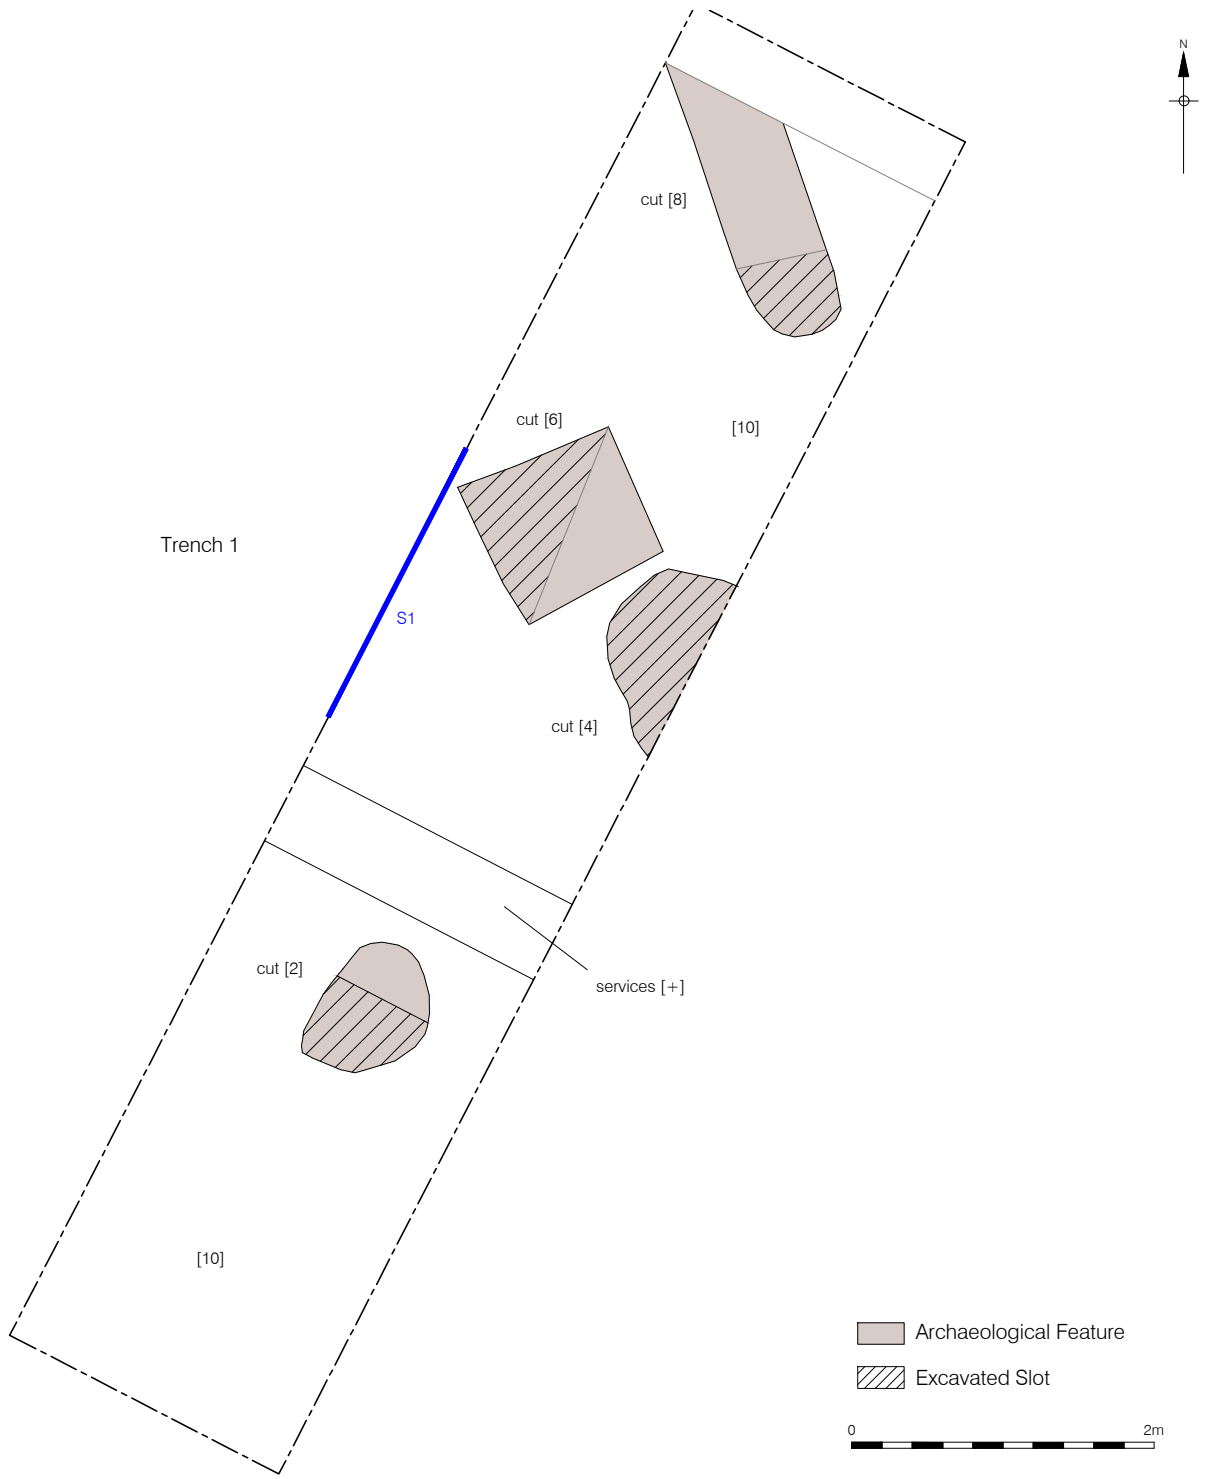 N
cut [8]
cut [6]
[10]
Trench 1
S1
cut [4]
cut [2]
services [+]
[10]
Archaeological Feature
Excavated Slot
0 2m